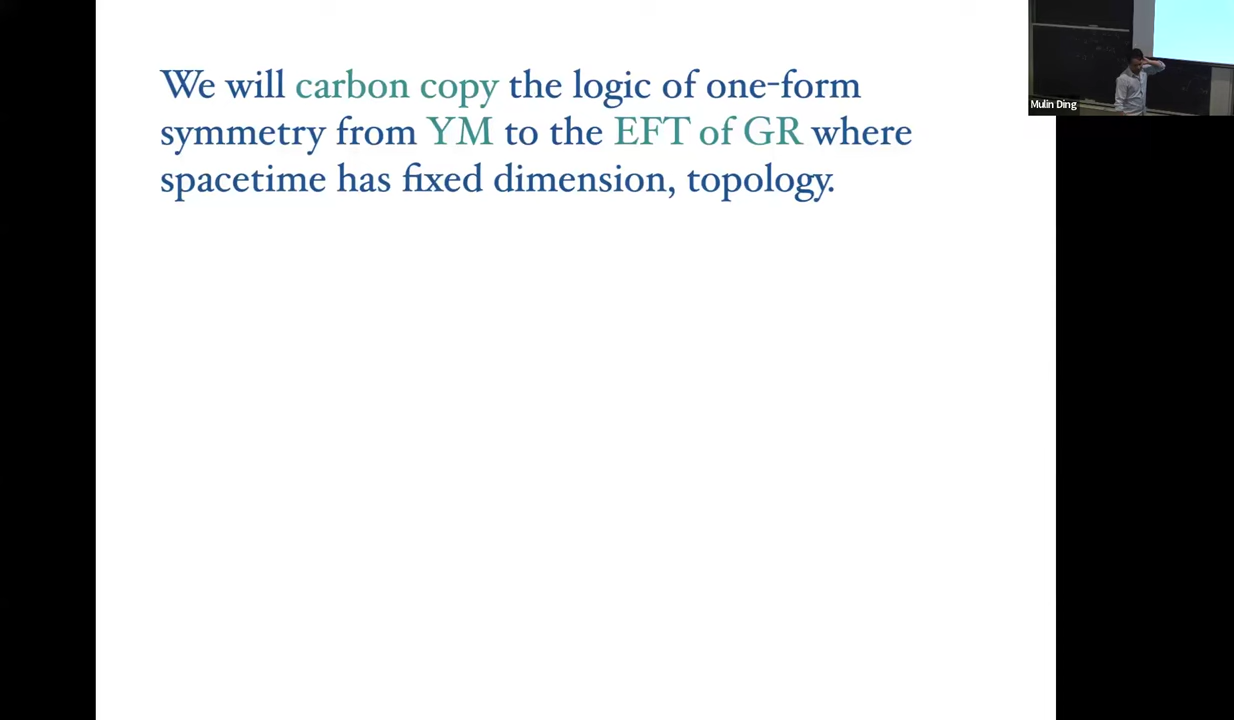 We will carbon copy the logic of one-form
symmetry from YM to the EFT of GR where
spacetime has fixed dimension, topology.
Mulin Ding